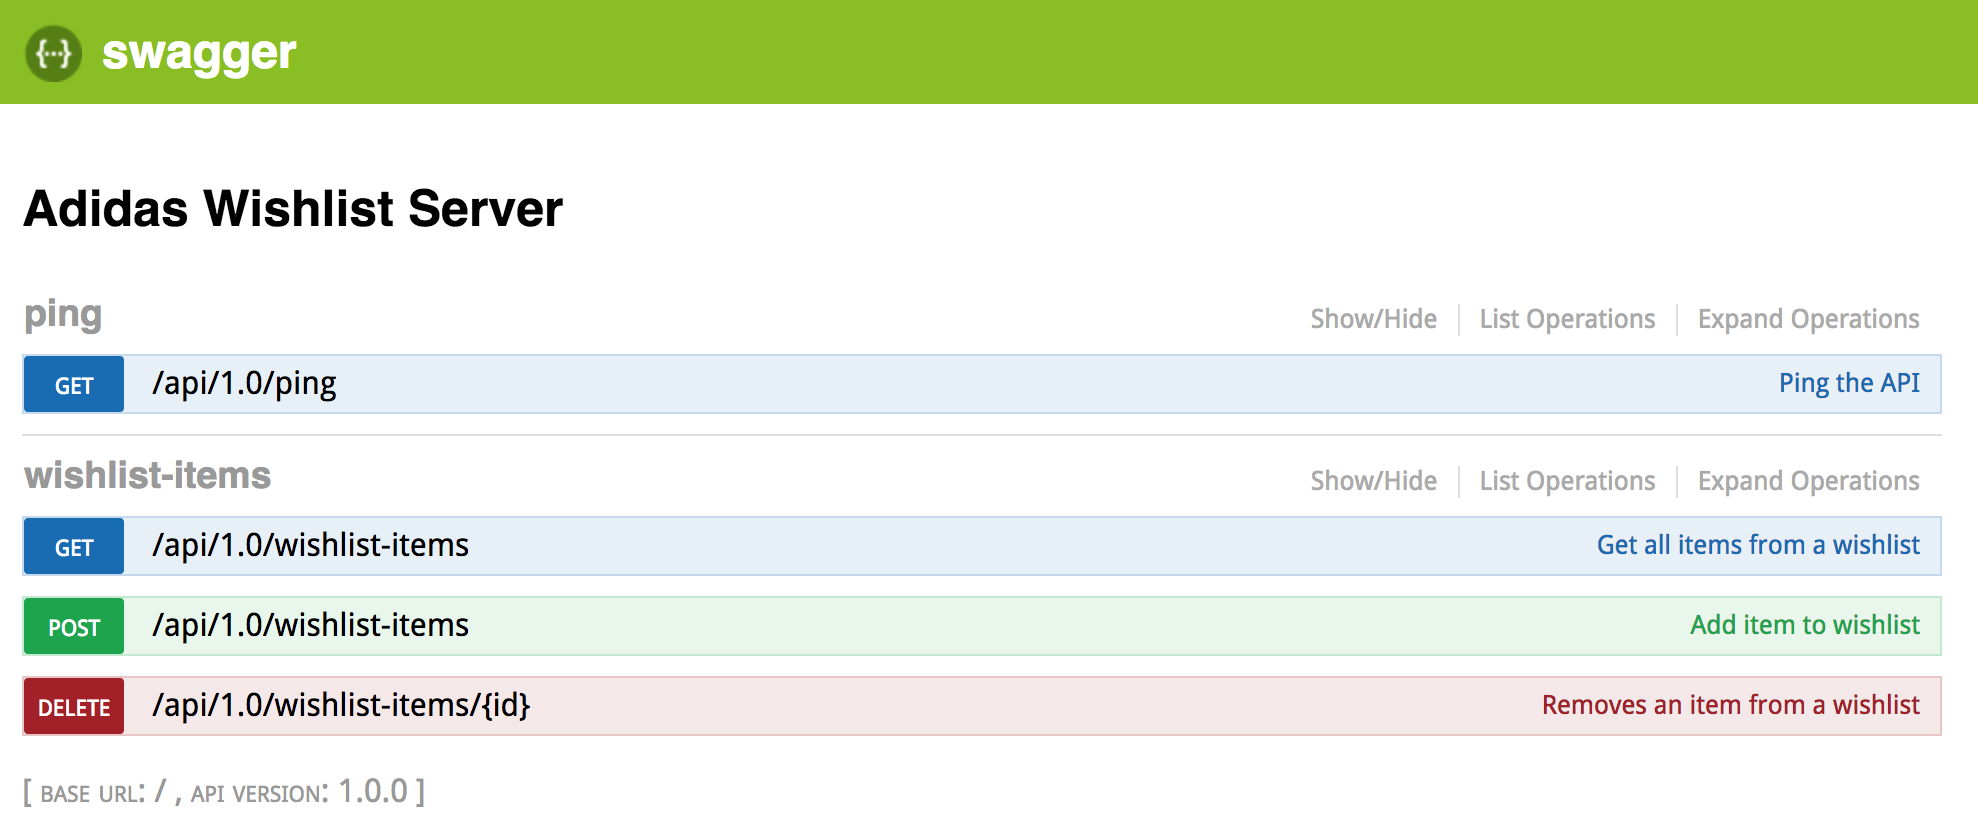 {···} swagger
Adidas Wishlist Server
ping Show/Hide List Operations Expand Operations
GET /api/1.0/ping Ping the API
wishlist-items Show/Hide List Operations Expand Operations
GET /api/1.0/wishlist-items Get all items from a wishlist
POST /api/1.0/wishlist-items Add item to wishlist
DELETE /api/1.0/wishlist-items/{id} Removes an item from a wishlist
[ BASE URL: / , API VERSION: 1.0.0 ]